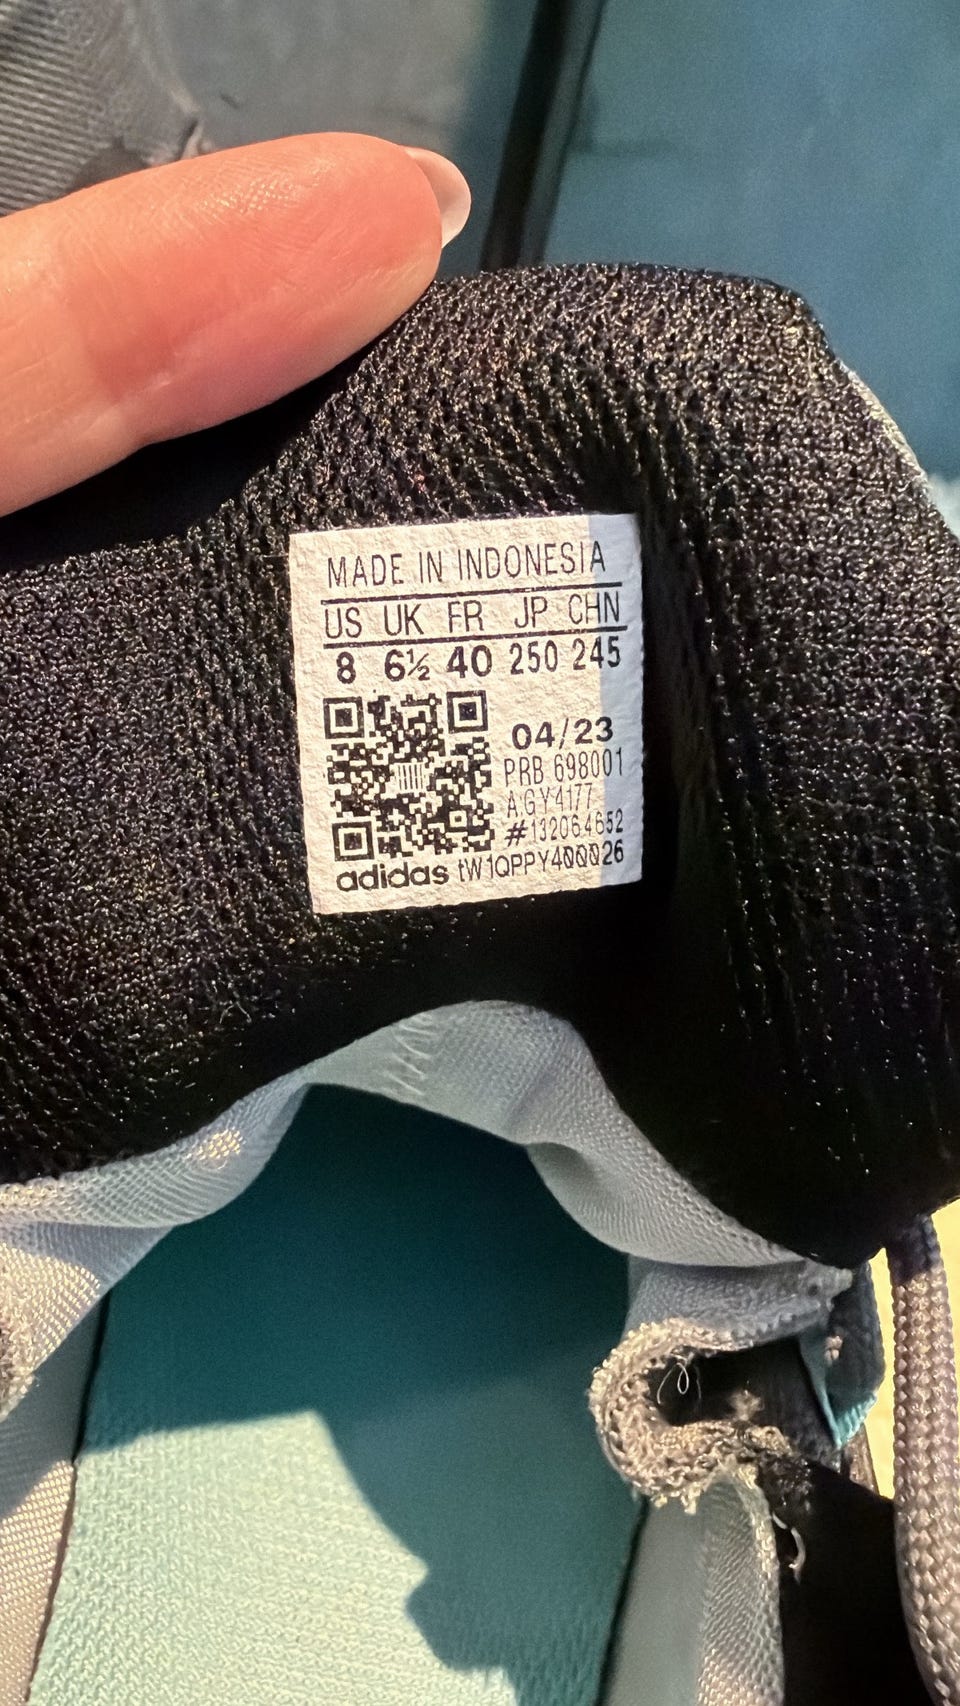 MADE IN INDONESIA
US UK FR JP CHN
8 6½ 40 250 245
04/23
PRB 698001
A.GY4177
#132064652
adidas tW1QPPY400026